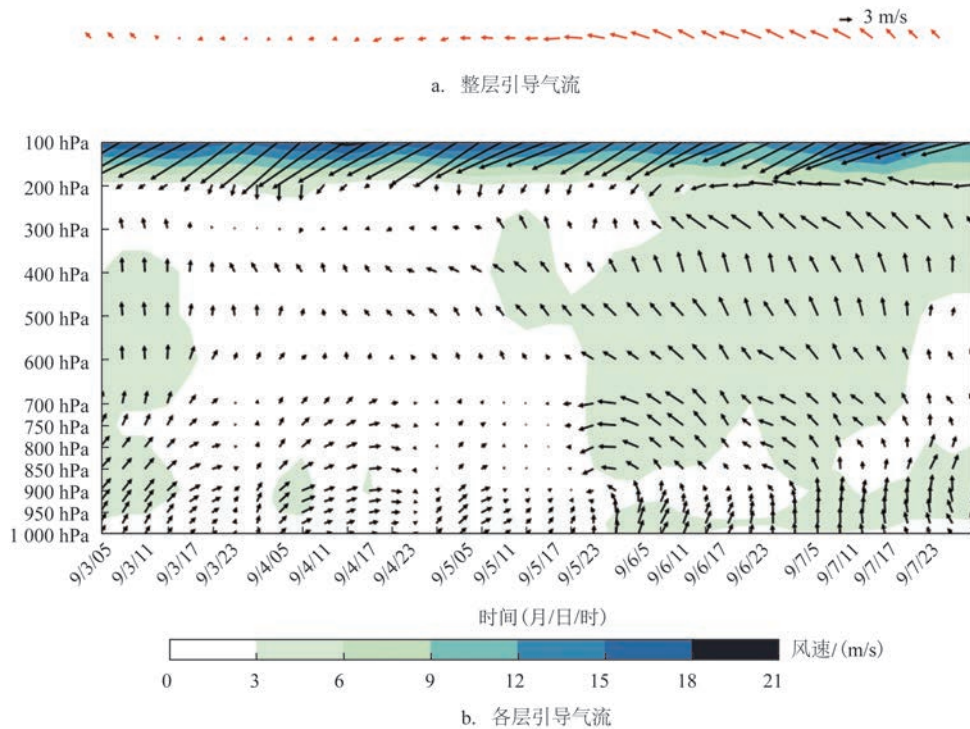 3 m/s
a. 整层引导气流
100 hPa
200 hPa
300 hPa
400 hPa
500 hPa
600 hPa
700 hPa
750 hPa
800 hPa
850 hPa
900 hPa
950 hPa
1 000 hPa
9/3/05
9/3/11
9/3/17
9/3/23
9/4/05
9/4/11
9/4/17
9/4/23
9/5/05
9/5/11
9/5/17
9/5/23
9/6/5
9/6/11
9/6/17
9/6/23
9/7/5
9/7/11
9/7/17
9/7/23
时间(月/日/时)
风速/(m/s)
0 3 6 9 12 15 18 21
b. 各层引导气流